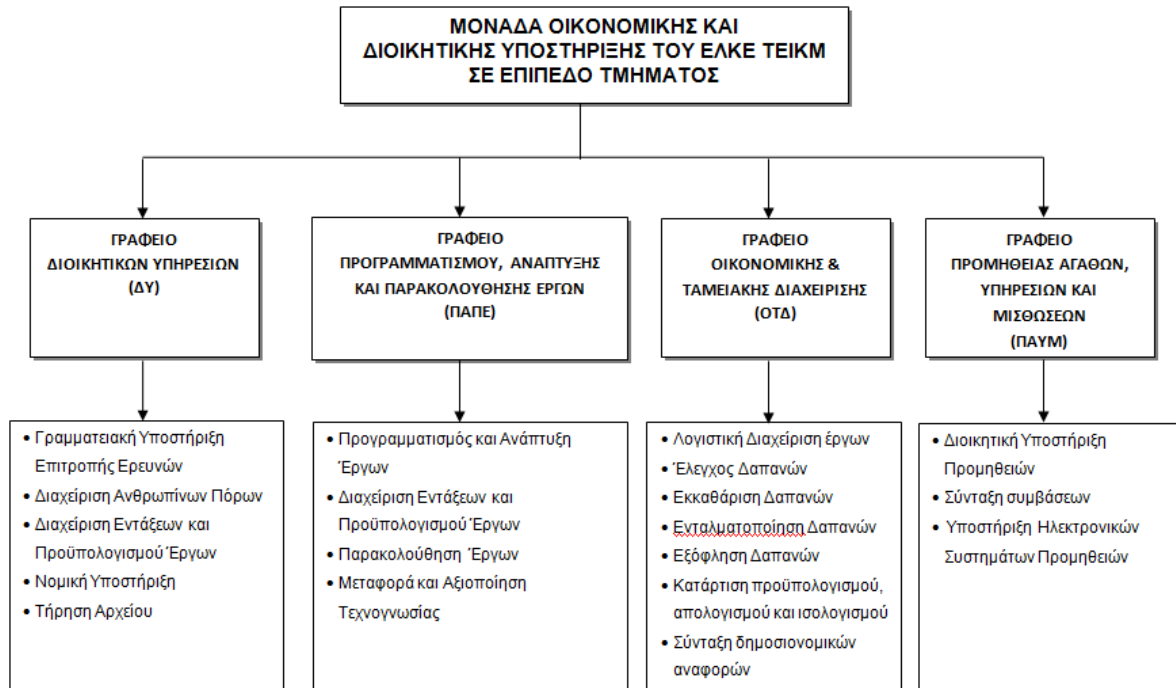 ΜΟΝΑΔΑ ΟΙΚΟΝΟΜΙΚΗΣ ΚΑΙ
ΔΙΟΙΚΗΤΙΚΗΣ ΥΠΟΣΤΗΡΙΞΗΣ ΤΟΥ ΕΛΚΕ ΤΕΙΚΜ
ΣΕ ΕΠΙΠΕΔΟ ΤΜΗΜΑΤΟΣ
ΓΡΑΦΕΙΟ
ΔΙΟΙΚΗΤΙΚΩΝ ΥΠΗΡΕΣΙΩΝ
(ΔΥ)
ΓΡΑΦΕΙΟ
ΠΡΟΓΡΑΜΜΑΤΙΣΜΟΥ, ΑΝΑΠΤΥΞΗΣ
ΚΑΙ ΠΑΡΑΚΟΛΟΥΘΗΣΗΣ ΕΡΓΩΝ
(ΠΑΠΕ)
ΓΡΑΦΕΙΟ
ΟΙΚΟΝΟΜΙΚΗΣ &
ΤΑΜΕΙΑΚΗΣ ΔΙΑΧΕΙΡΙΣΗΣ
(ΟΤΔ)
ΓΡΑΦΕΙΟ
ΠΡΟΜΗΘΕΙΑΣ ΑΓΑΘΩΝ,
ΥΠΗΡΕΣΙΩΝ ΚΑΙ
ΜΙΣΘΩΣΕΩΝ
(ΠΑΥΜ)
• Γραμματειακή Υποστήριξη
Επιτροπής Ερευνών
• Διαχείριση Ανθρωπίνων Πόρων
• Διαχείριση Εντάξεων και
Προϋπολογισμού Έργων
• Νομική Υποστήριξη
• Τήρηση Αρχείου
• Προγραμματισμός και Ανάπτυξη
Έργων
• Διαχείριση Εντάξεων και
Προϋπολογισμού Έργων
• Παρακολούθηση Έργων
• Μεταφορά και Αξιοποίηση
Τεχνογνωσίας
• Λογιστική Διαχείριση έργων
• Έλεγχος Δαπανών
• Εκκαθάριση Δαπανών
• Ενταλματοποίηση Δαπανών
• Εξόφληση Δαπανών
• Κατάρτιση προϋπολογισμού,
απολογισμού και ισολογισμού
• Σύνταξη δημοσιονομικών
αναφορών
• Διοικητική Υποστήριξη
Προμηθειών
• Σύνταξη συμβάσεων
• Υποστήριξη Ηλεκτρονικών
Συστημάτων Προμηθειών